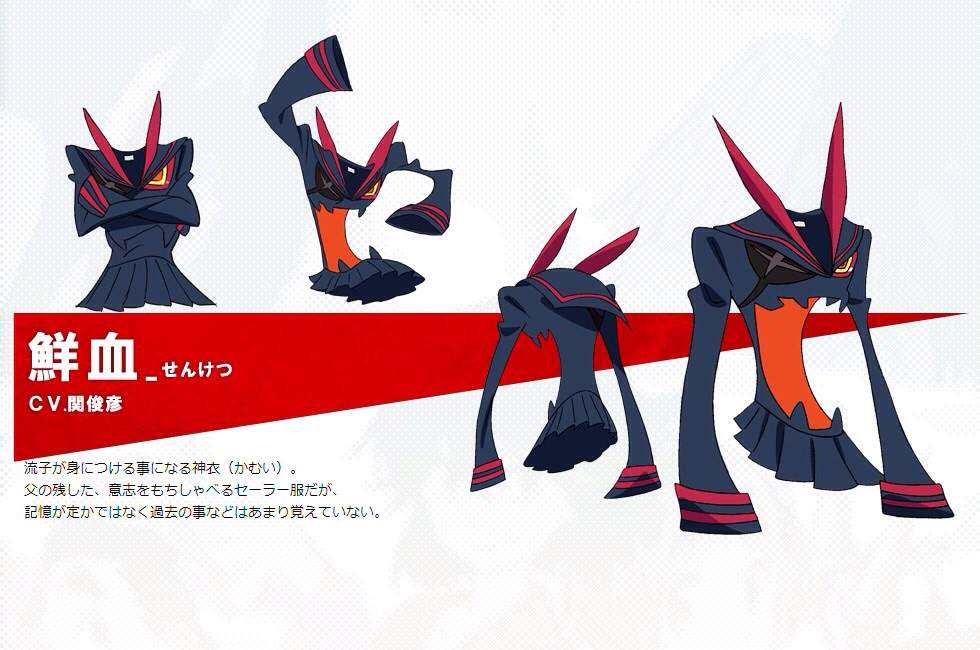 鮮血_せんけつ
CV.関俊彦
流子が身につける事になる神衣（かむい）。
父の残した、意志をもちしゃべるセーラー服だが、
記憶が定かではなく過去の事などはあまり覚えていない。